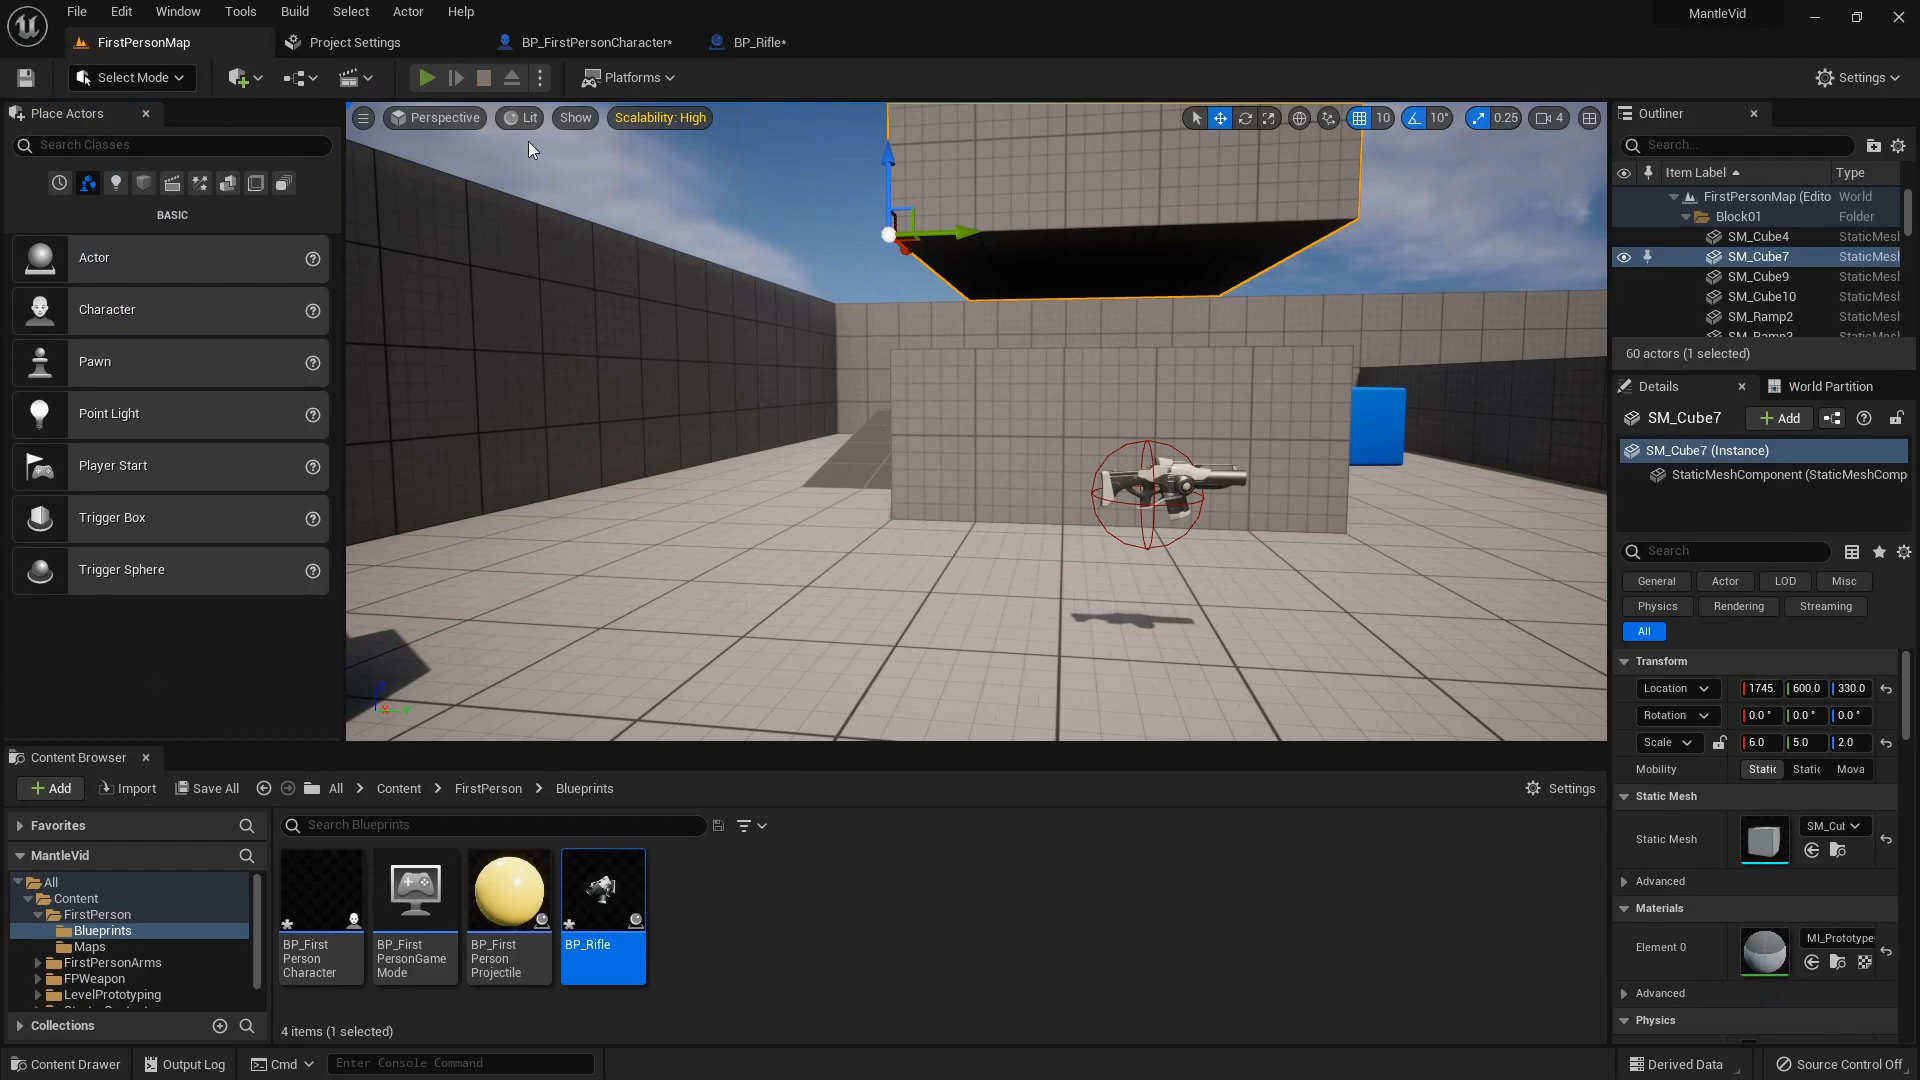 File Edit Window Tools Build Select Actor Help MantleVid
FirstPersonMap Project Settings BP_FirstPersonCharacter* BP_Rifle*
Select Mode Platforms Settings
Place Actors
Search Classes
BASIC
Actor
Character
Pawn
Point Light
Player Start
Trigger Box
Trigger Sphere
Perspective Lit Show Scalability: High 10 10° 0.25 4
Outliner
Search...
Item Label Type
FirstPersonMap (Edito World
Block01 Folder
SM_Cube4 StaticMesl
SM_Cube7 StaticMesl
SM_Cube9 StaticMesl
SM_Cube10 StaticMesl
SM_Ramp2 StaticMesl
60 actors (1 selected)
Details World Partition
SM_Cube7 Add
SM_Cube7 (Instance)
StaticMeshComponent (StaticMeshComp
Search
General Actor LOD Misc
Physics Rendering Streaming
All
Transform
Location 1745. 600.0 330.0
Rotation 0.0 ° 0.0 ° 0.0 °
Scale 6.0 5.0 2.0
Mobility Static Static Mova
Static Mesh
Static Mesh SM_Cul
Advanced
Materials
Element 0 MI_Prototype
Advanced
Physics
Content Browser
Add Import Save All All Content FirstPerson Blueprints Settings
Favorites
MantleVid
All
Content
FirstPerson
Blueprints
Maps
FirstPersonArms
FPWeapon
LevelPrototyping
Collections
Search Blueprints
BP_First
Person
Character
BP_First
PersonGame
Mode
BP_First
Person
Projectile
BP_Rifle
4 items (1 selected)
Content Drawer Output Log Cmd Enter Console Command Derived Data Source Control Off